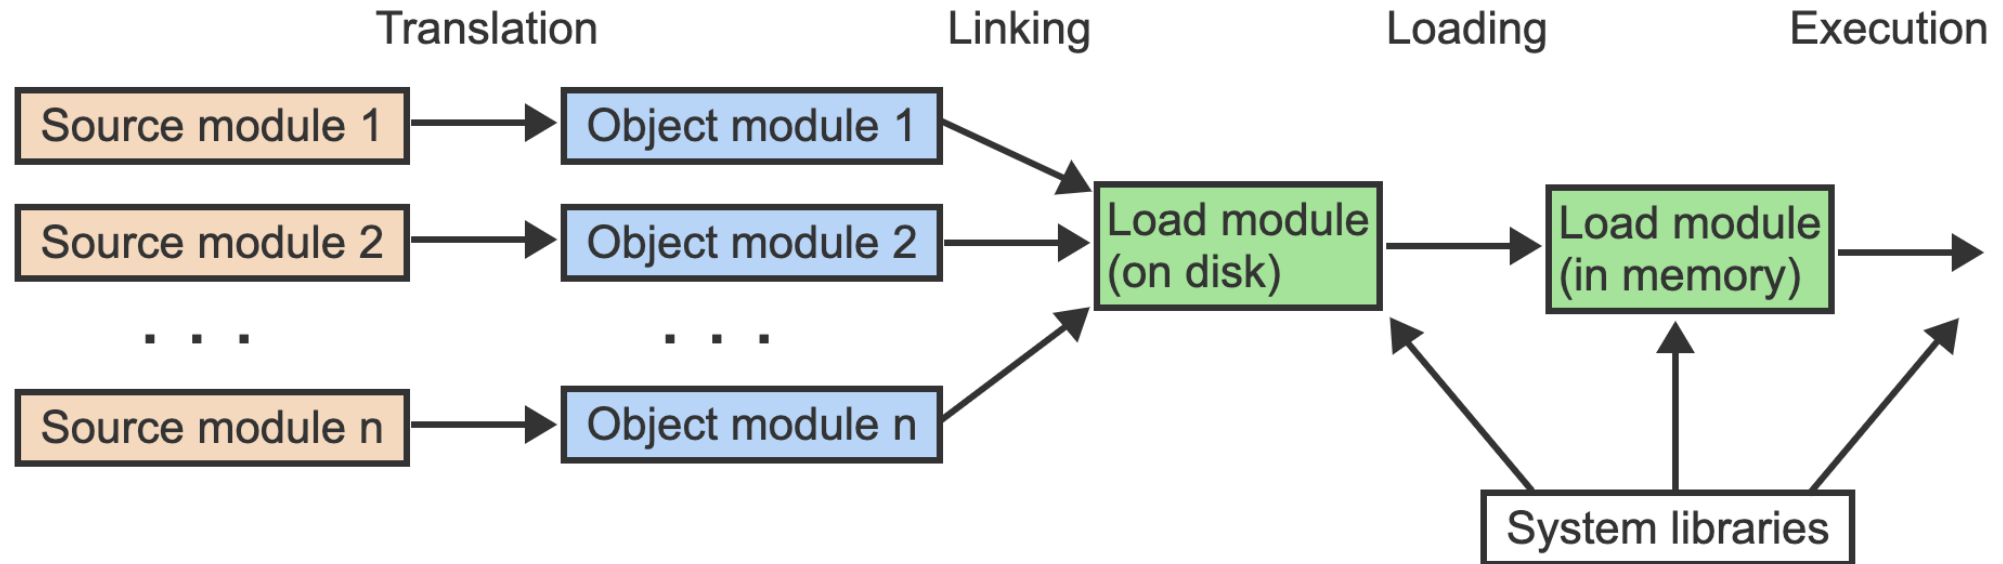 Translation
Linking
Loading
Execution
Source module 1
Object module 1
Source module 2
Object module 2
Load module
(on disk)
Load module
(in memory)
. . .
. . .
Source module n
Object module n
System libraries